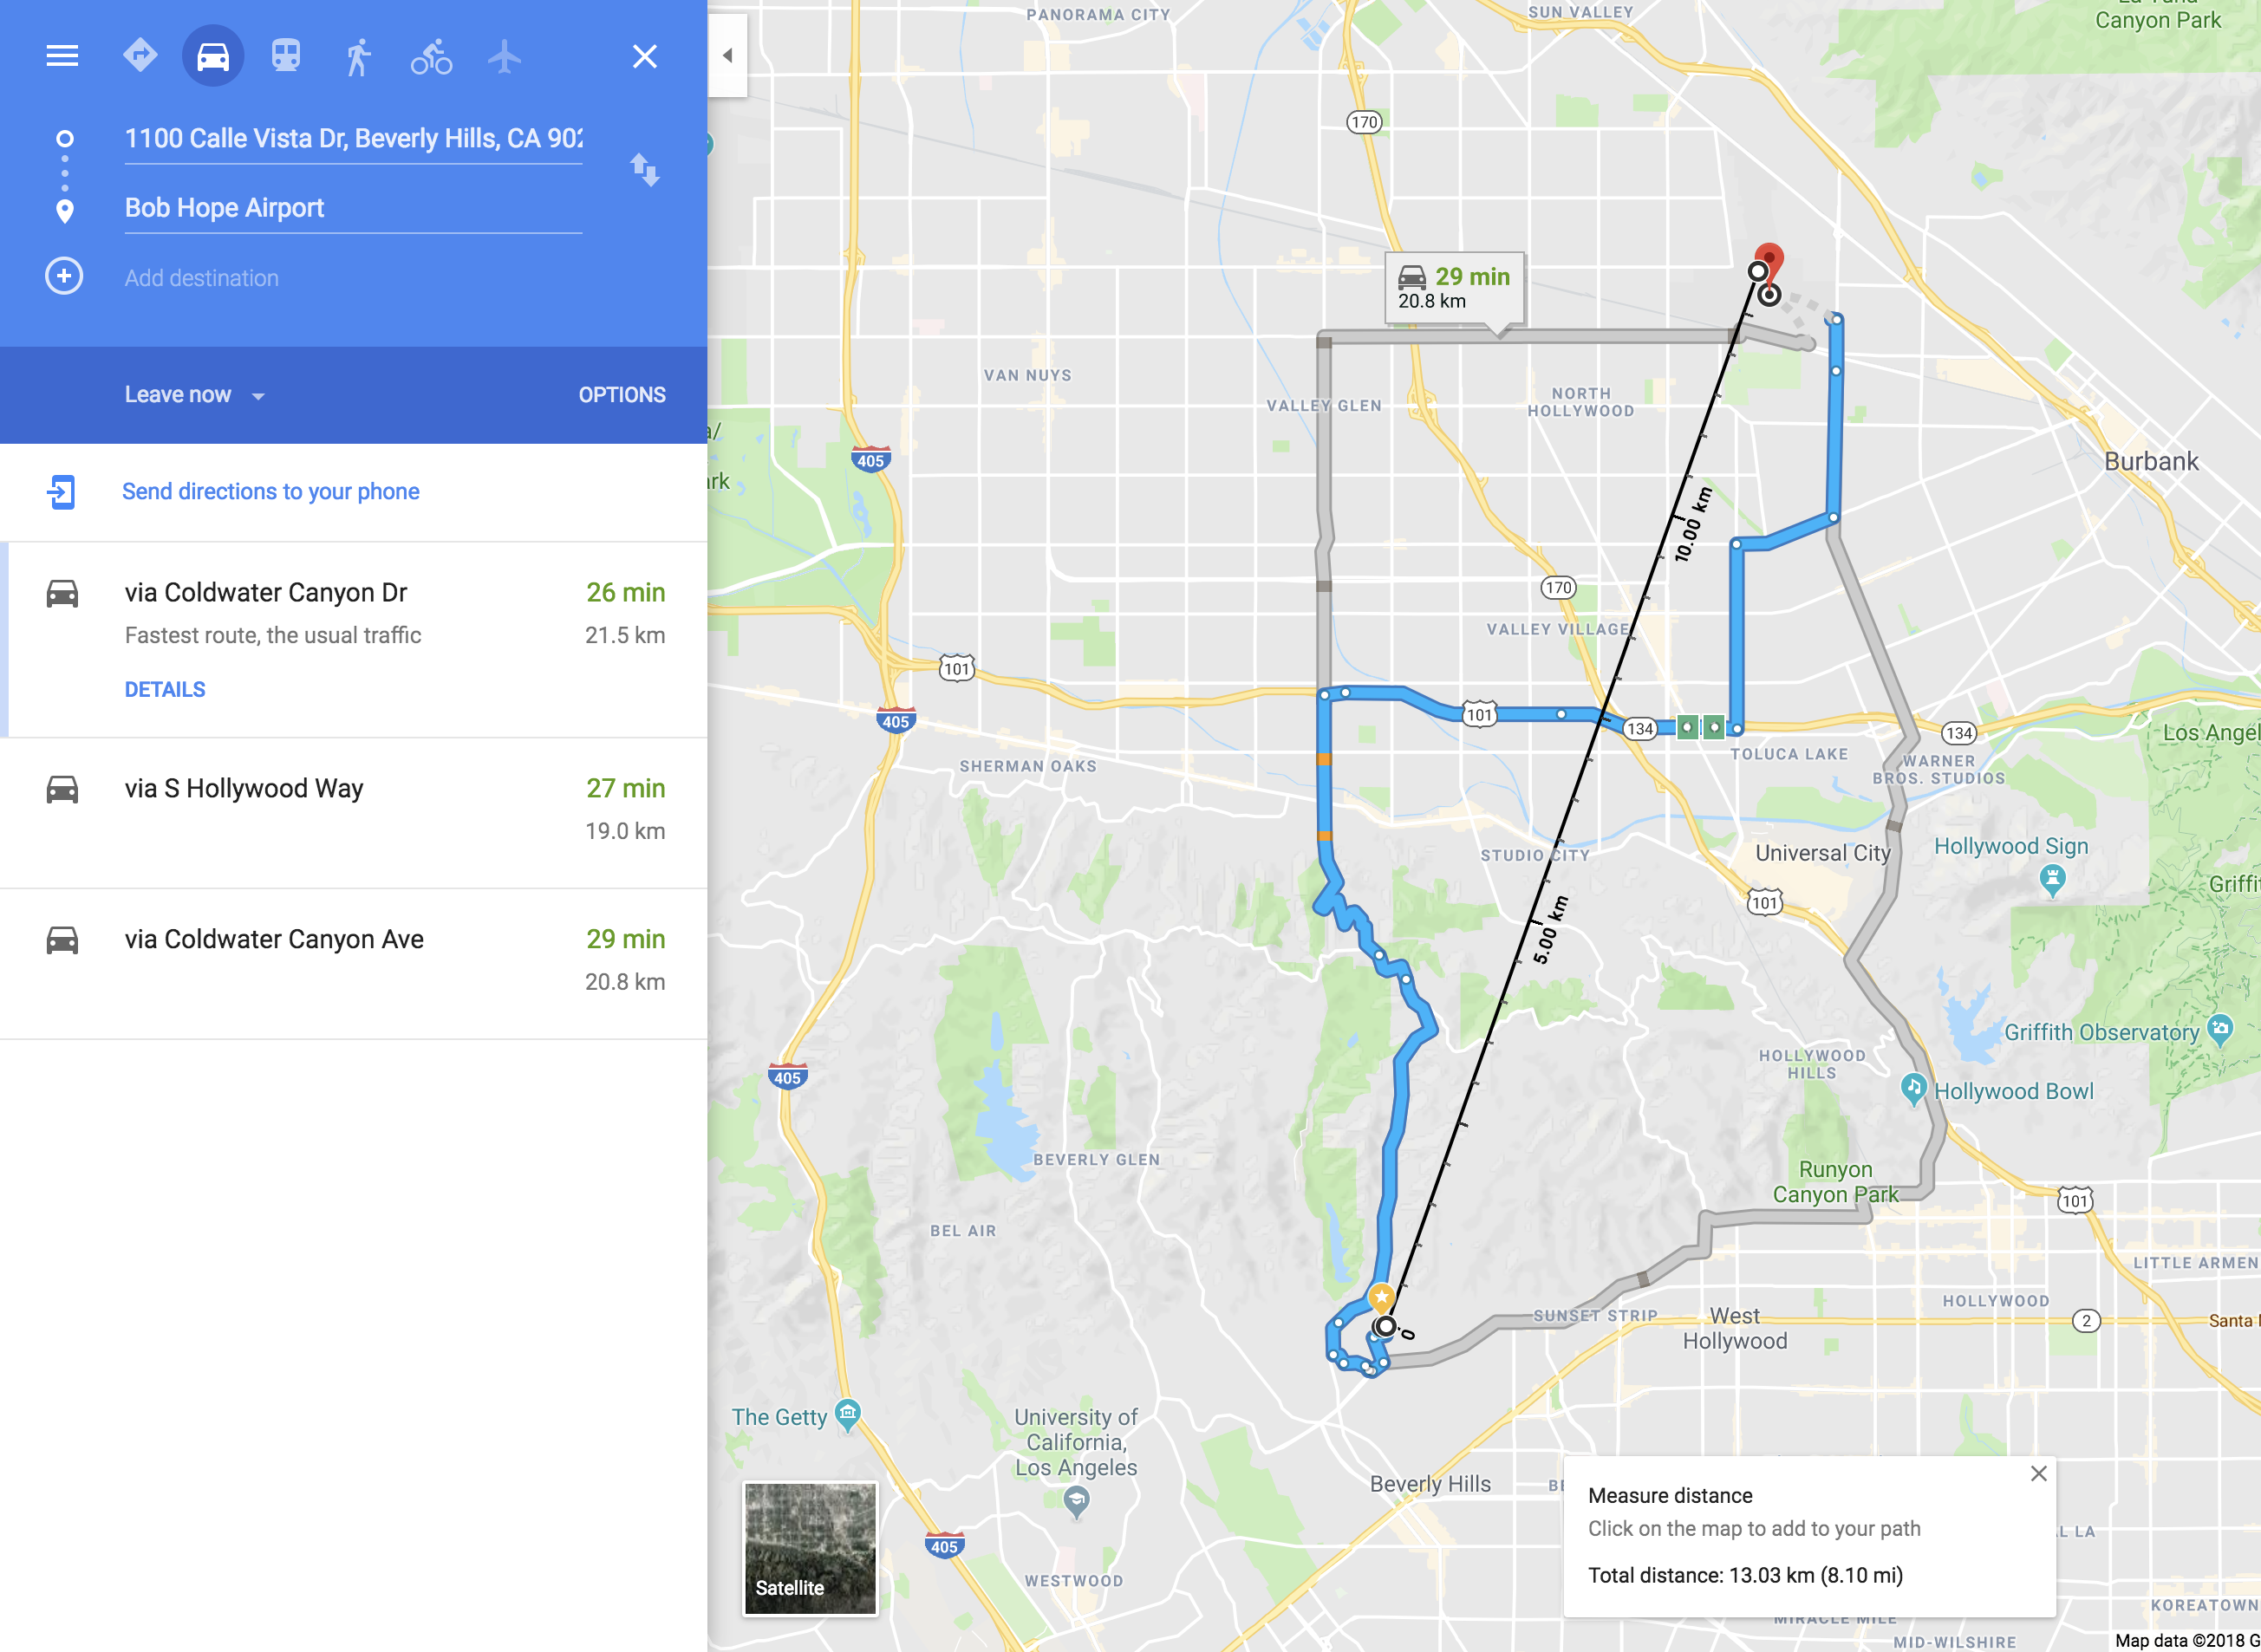 1100 Calle Vista Dr, Beverly Hills, CA 902
Bob Hope Airport
Add destination
Leave now
OPTIONS
Send directions to your phone
via Coldwater Canyon Dr
26 min
Fastest route, the usual traffic
21.5 km
DETAILS
via S Hollywood Way
27 min
19.0 km
via Coldwater Canyon Ave
29 min
20.8 km
PANORAMA CITY
SUN VALLEY
Canyon Park
170
29 min
20.8 km
VAN NUYS
VALLEY GLEN
NORTH
HOLLYWOOD
405
Burbank
ark
10.00 km
170
VALLEY VILLAGE
101
405
101
134
134
Los Angel
TOLUCA LAKE
WARNER
BROS. STUDIOS
SHERMAN OAKS
STUDIO CITY
Universal City
Hollywood Sign
Griffi
101
5.00 km
Griffith Observatory
HOLLYWOOD
HILLS
405
Hollywood Bowl
BEVERLY GLEN
Runyon
Canyon Park
101
BEL AIR
LITTLE ARMEN
HOLLYWOOD
SUNSET STRIP
West
Hollywood
2
Santa
0
The Getty
University of
California,
Los Angeles
Beverly Hills
BE
405
Satellite
WESTWOOD
Measure distance
Click on the map to add to your path
Total distance: 13.03 km (8.10 mi)
L LA
KOREATOWN
MIRACLE MILE
MID-WILSHIRE
Map data ©2018 G